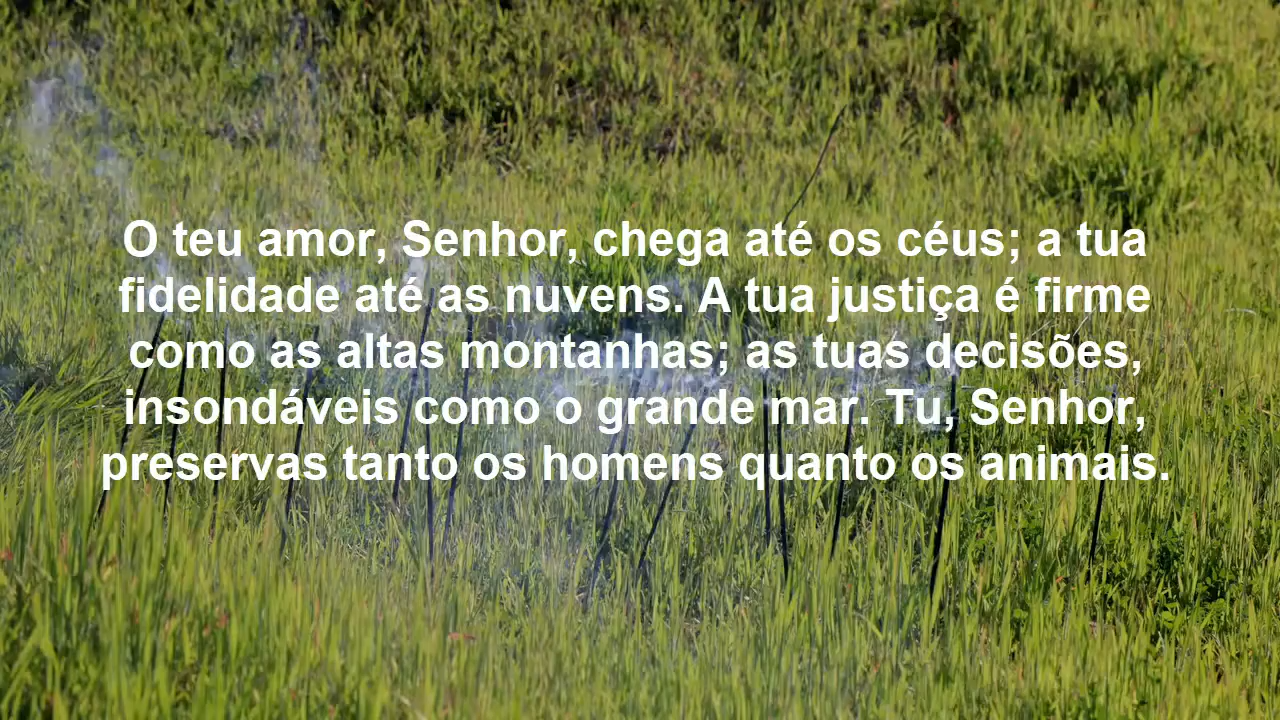 O teu amor, Senhor, chega até os céus; a tua
fidelidade até as nuvens. A tua justiça é firme
como as altas montanhas; as tuas decisões,
insondáveis como o grande mar. Tu, Senhor,
preservas tanto os homens quanto os animais.